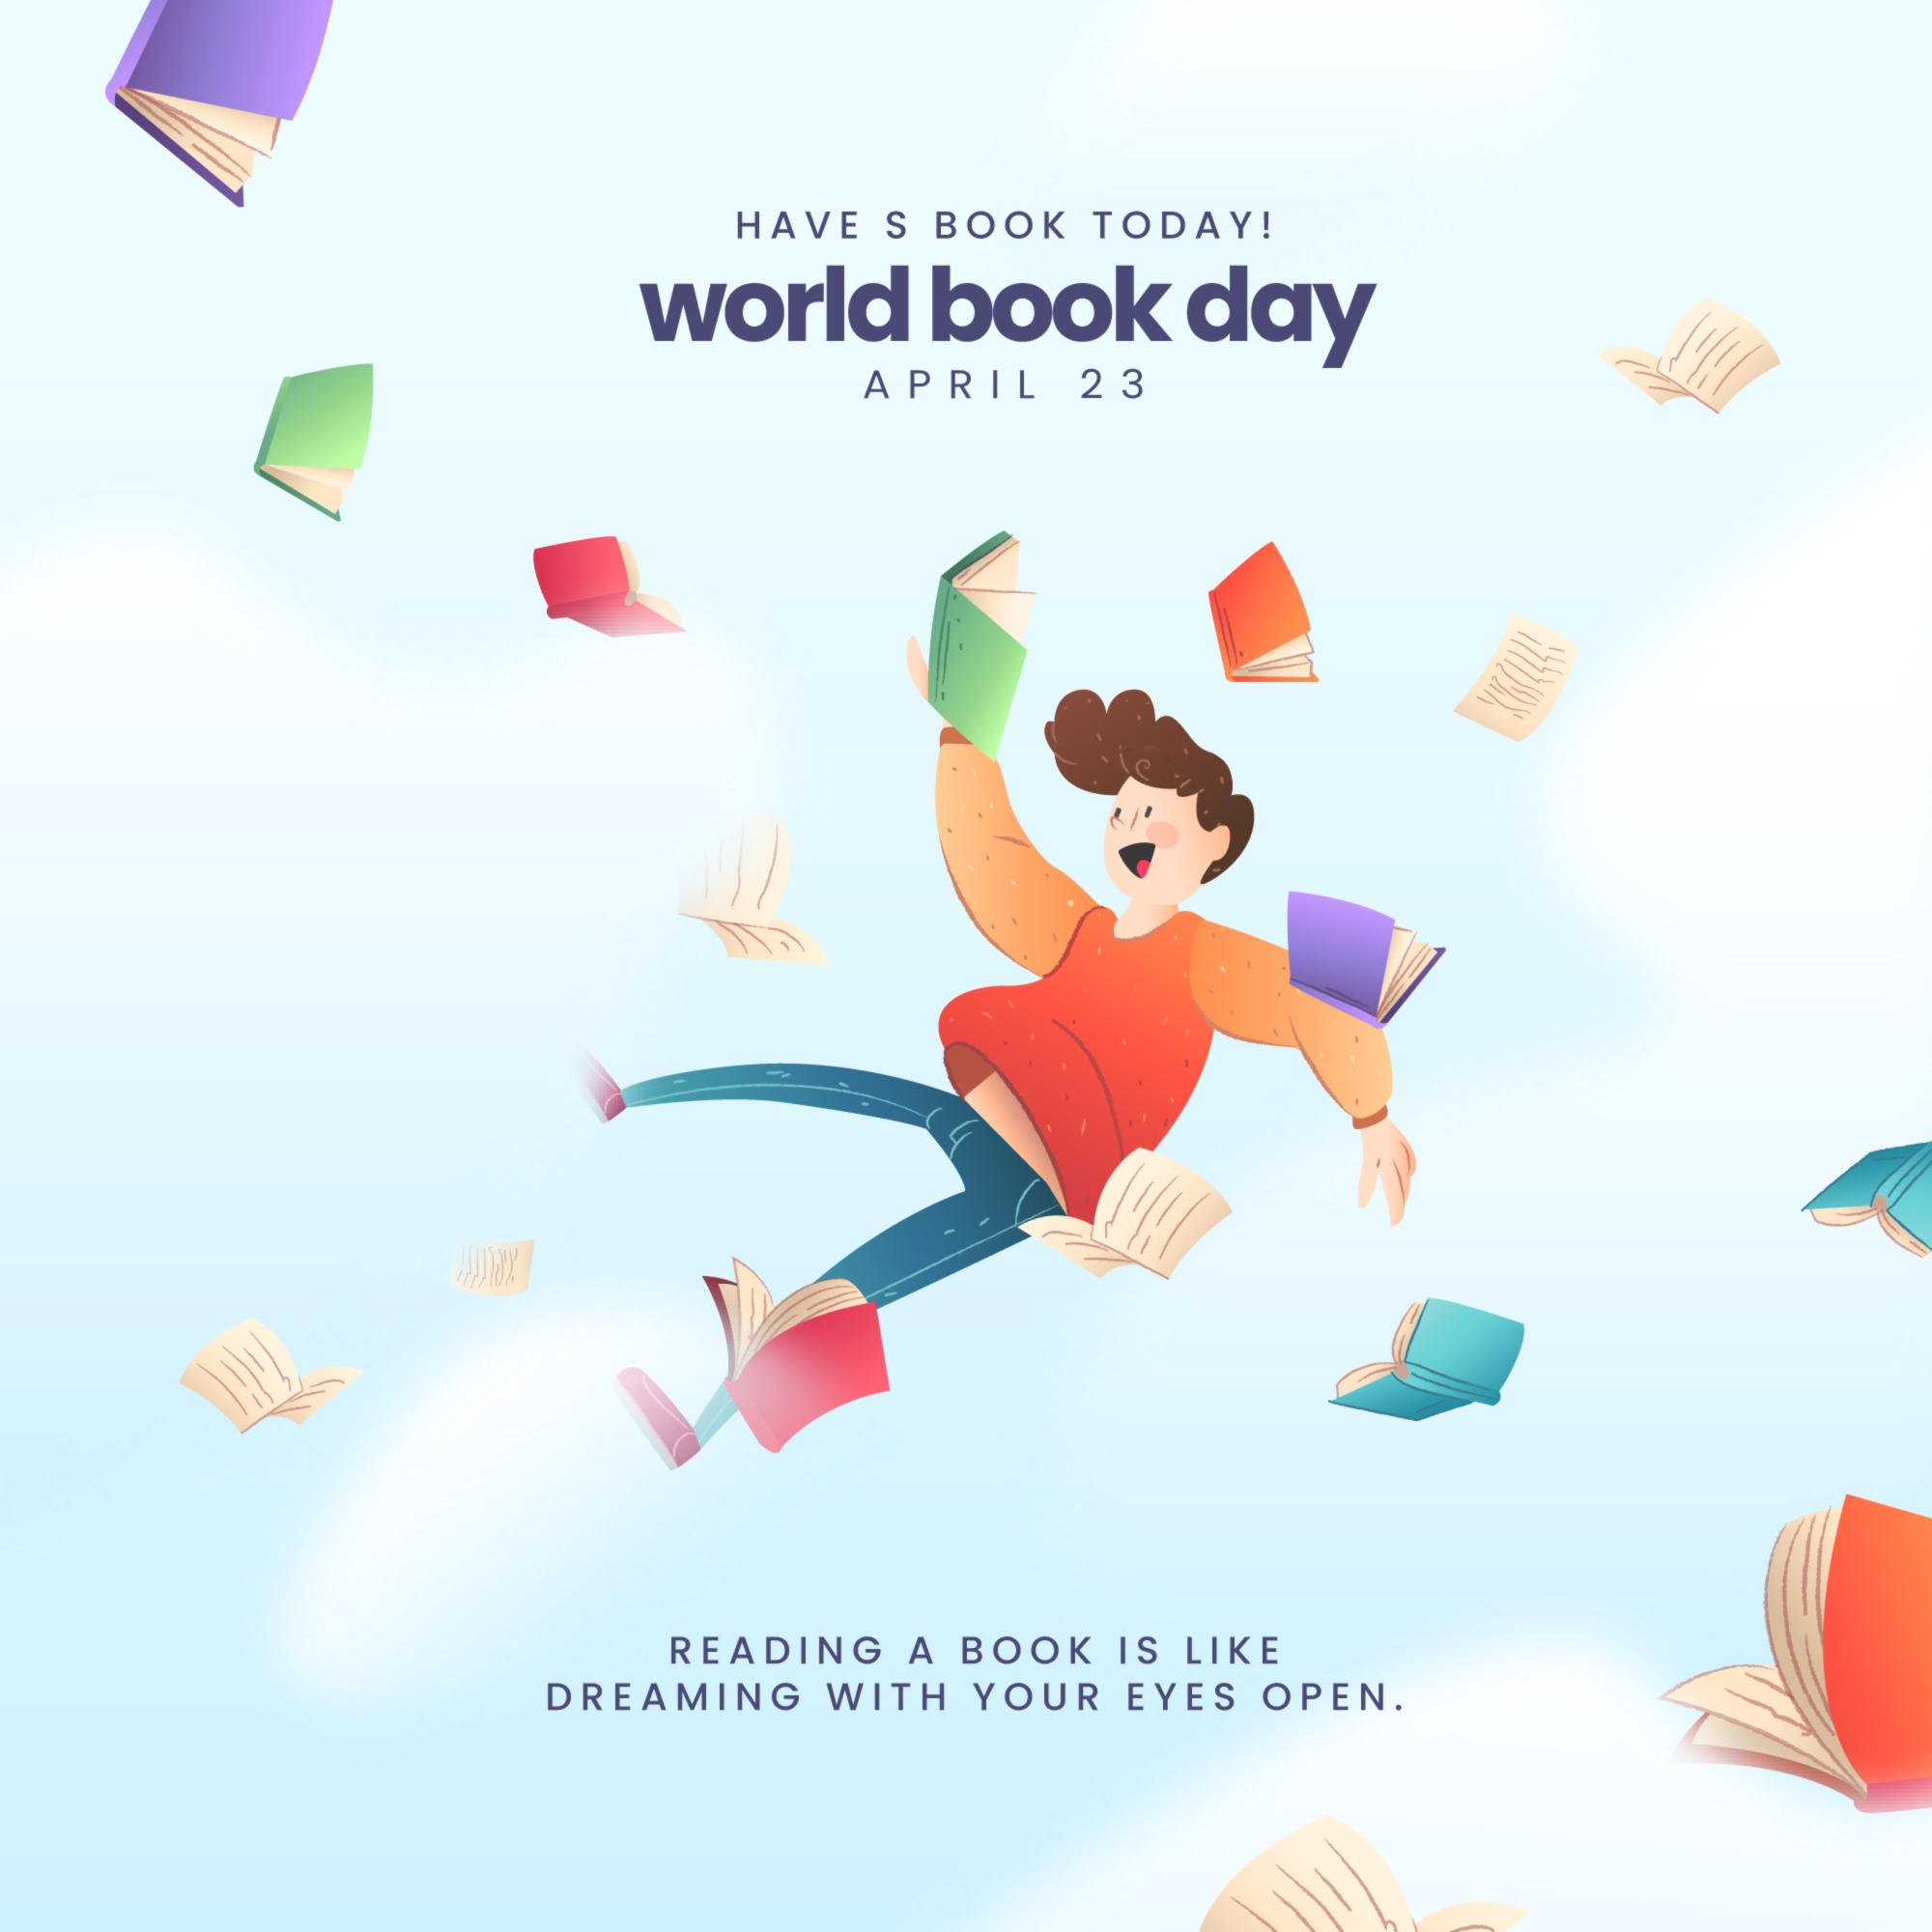 HAVE S BOOK TODAY!
world book day
APRIL 23
READING A BOOK IS LIKE
DREAMING WITH YOUR EYES OPEN.